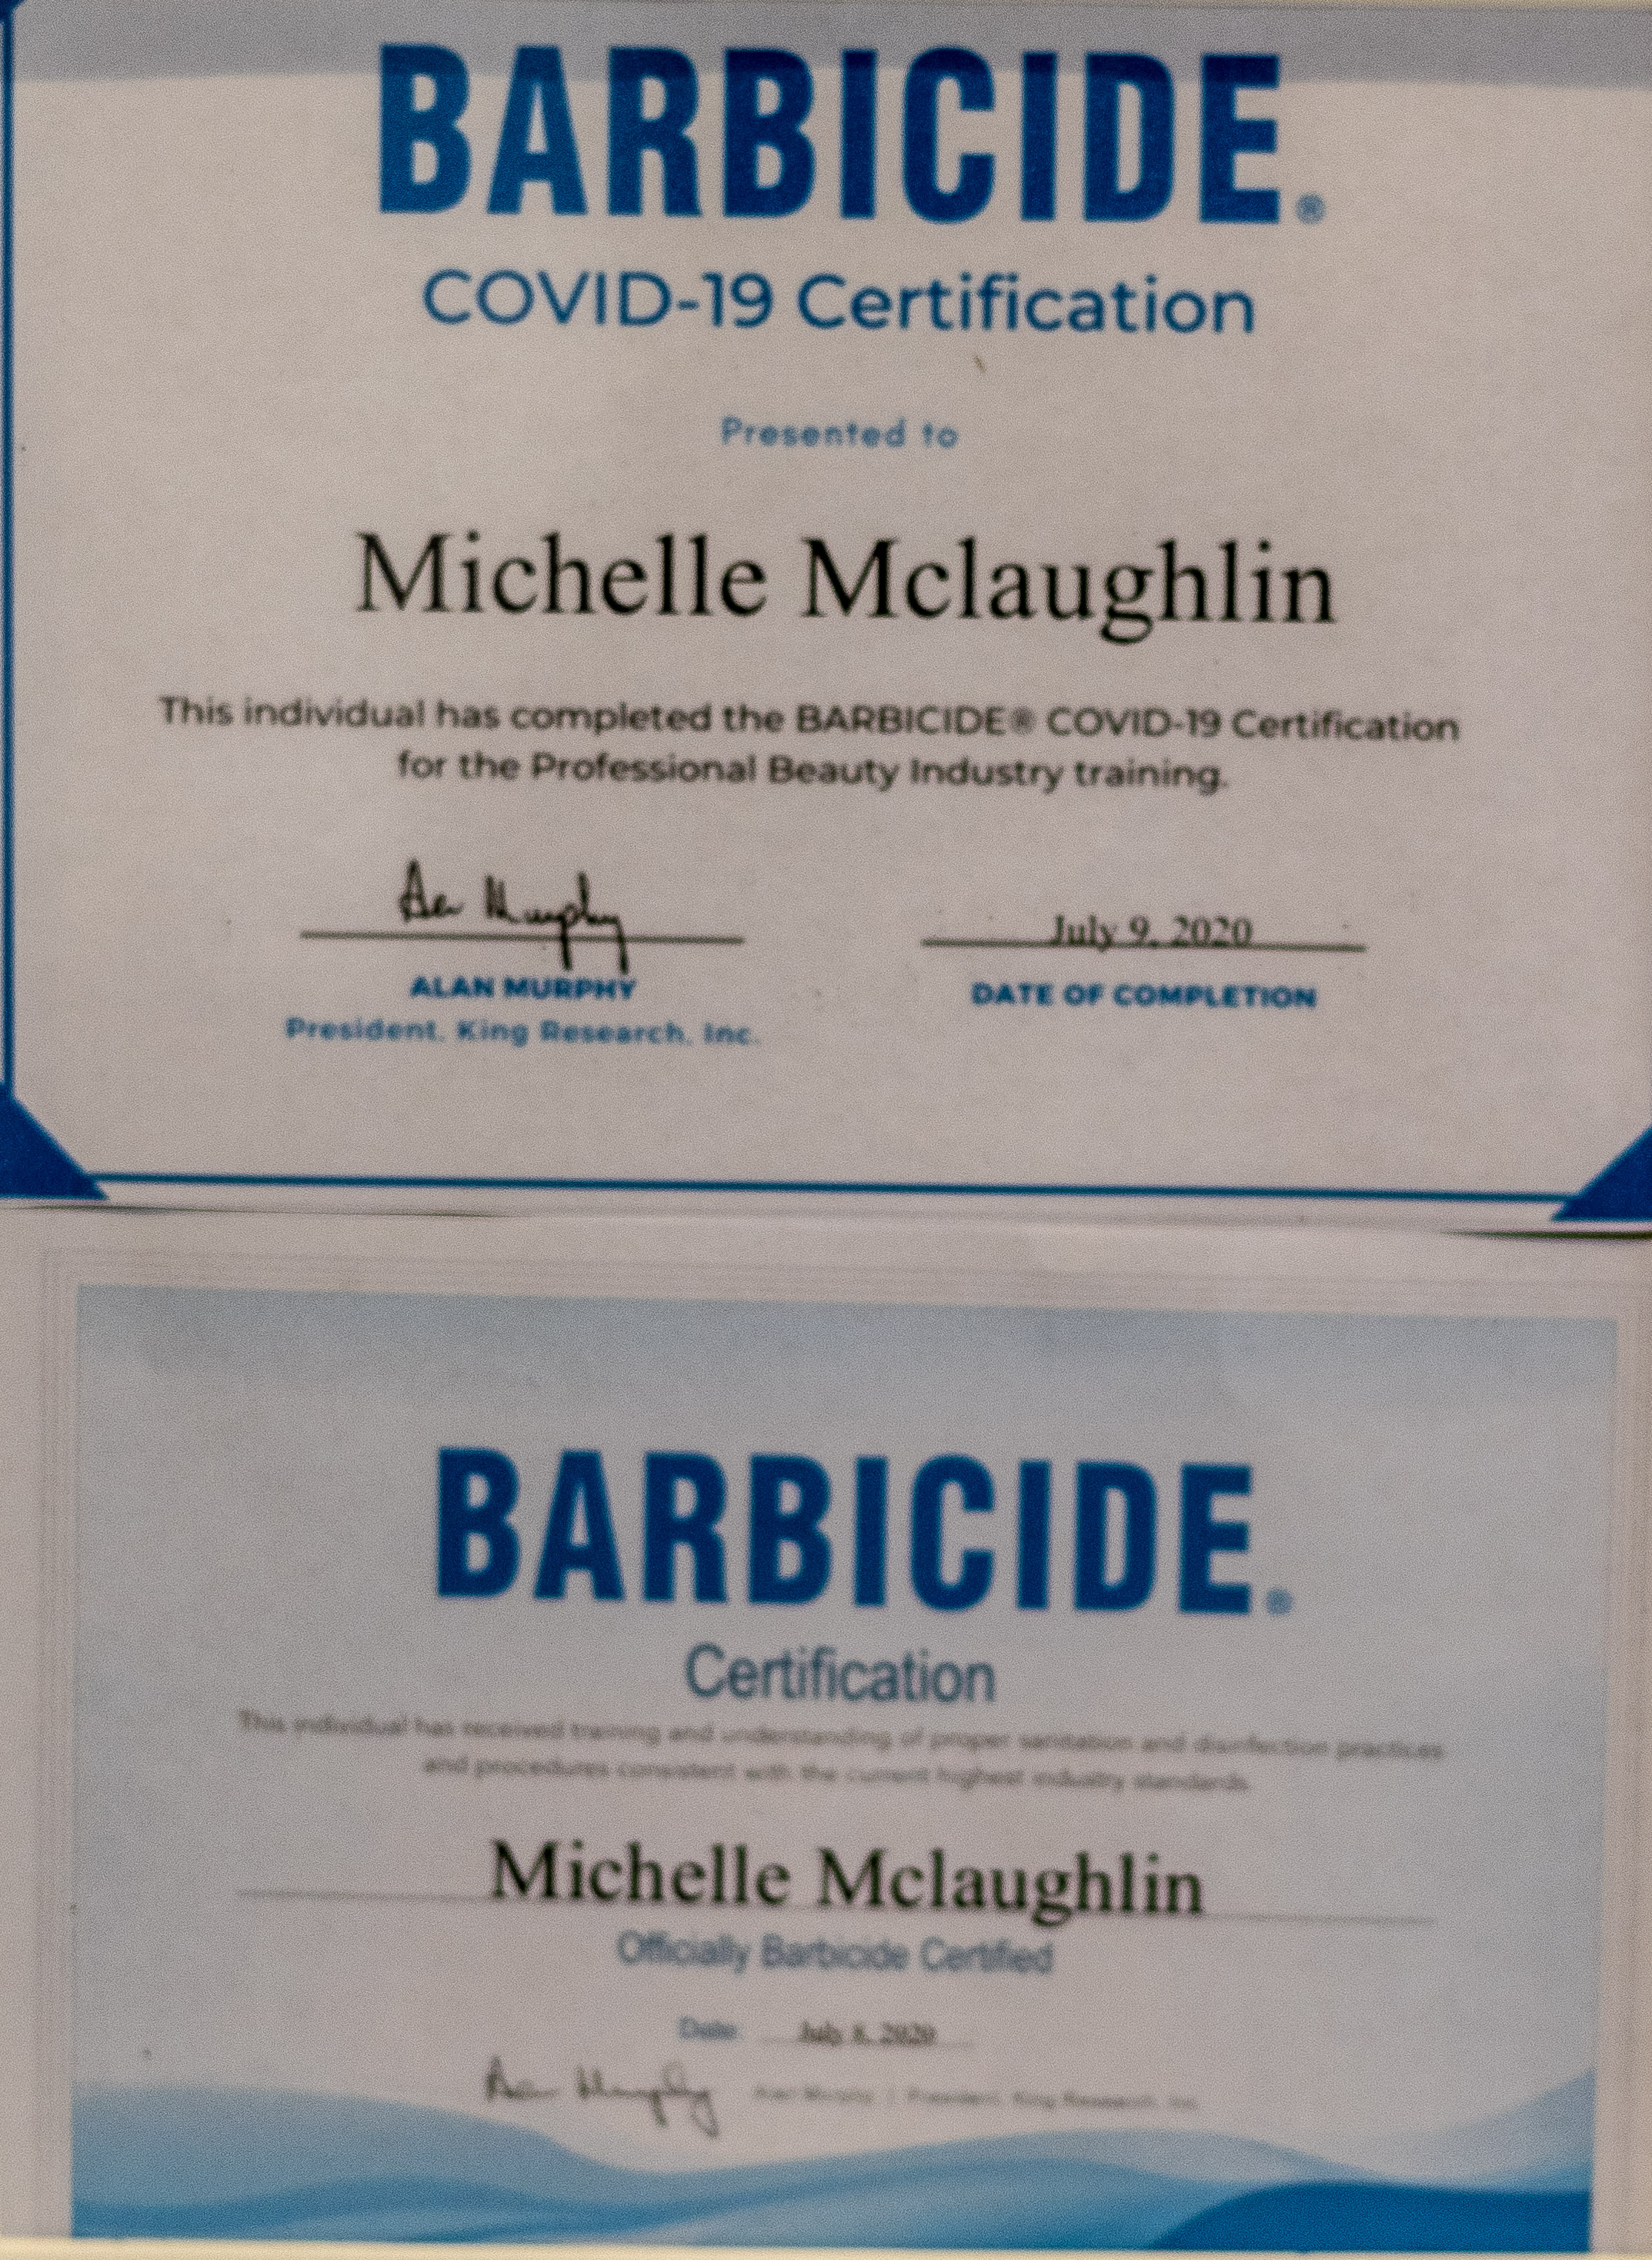 BARBICIDE®
COVID-19 Certification
Presented to
Michelle Mclaughlin
This individual has completed the BARBICIDE® COVID-19 Certification
for the Professional Beauty Industry training.
Alan Murphy
July 9, 2020
ALAN MURPHY
DATE OF COMPLETION
President, King Research, Inc.
BARBICIDE®
Certification
This individual has received training and understanding of proper sanitation and disinfection practices
and procedures consistent with the current highest industry standards.
Michelle Mclaughlin
Officially Barbicide Certified
Date: July 8, 2020
Alan Murphy Alan Murphy | President, King Research, Inc.